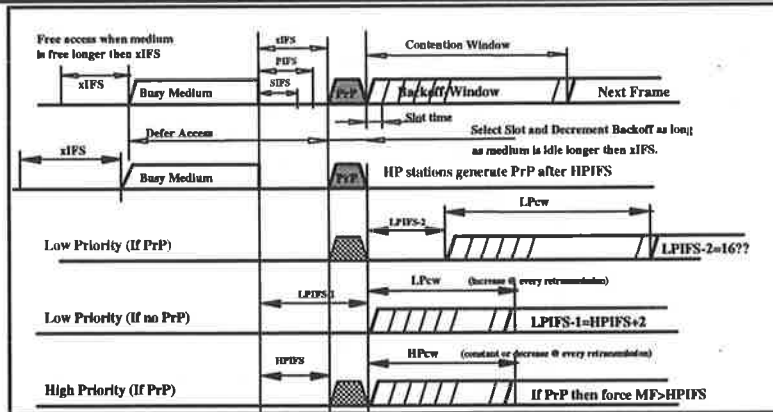 Free access when medium
is free longer then xIFS
xIFS
PIFS
SIFS
xIFS
Contention Window
Busy Medium
PrP
Backoff Window
Next Frame
Slot time
Defer Access
Select Slot and Decrement Backoff as long
as medium is idle longer then xIFS.
xIFS
Busy Medium
PrP
HP stations generate PrP after HPIFS
LPcw
LPIFS-2
Low Priority (If PrP)
LPIFS-2=16??
LPIFS-1
LPcw (increase @ every retransmission)
Low Priority (If no PrP)
LPIFS-1=HPIFS+2
HPIFS
HPcw (constant or decrease @ every retransmission)
High Priority (If PrP)
If PrP then force MF>HPIFS